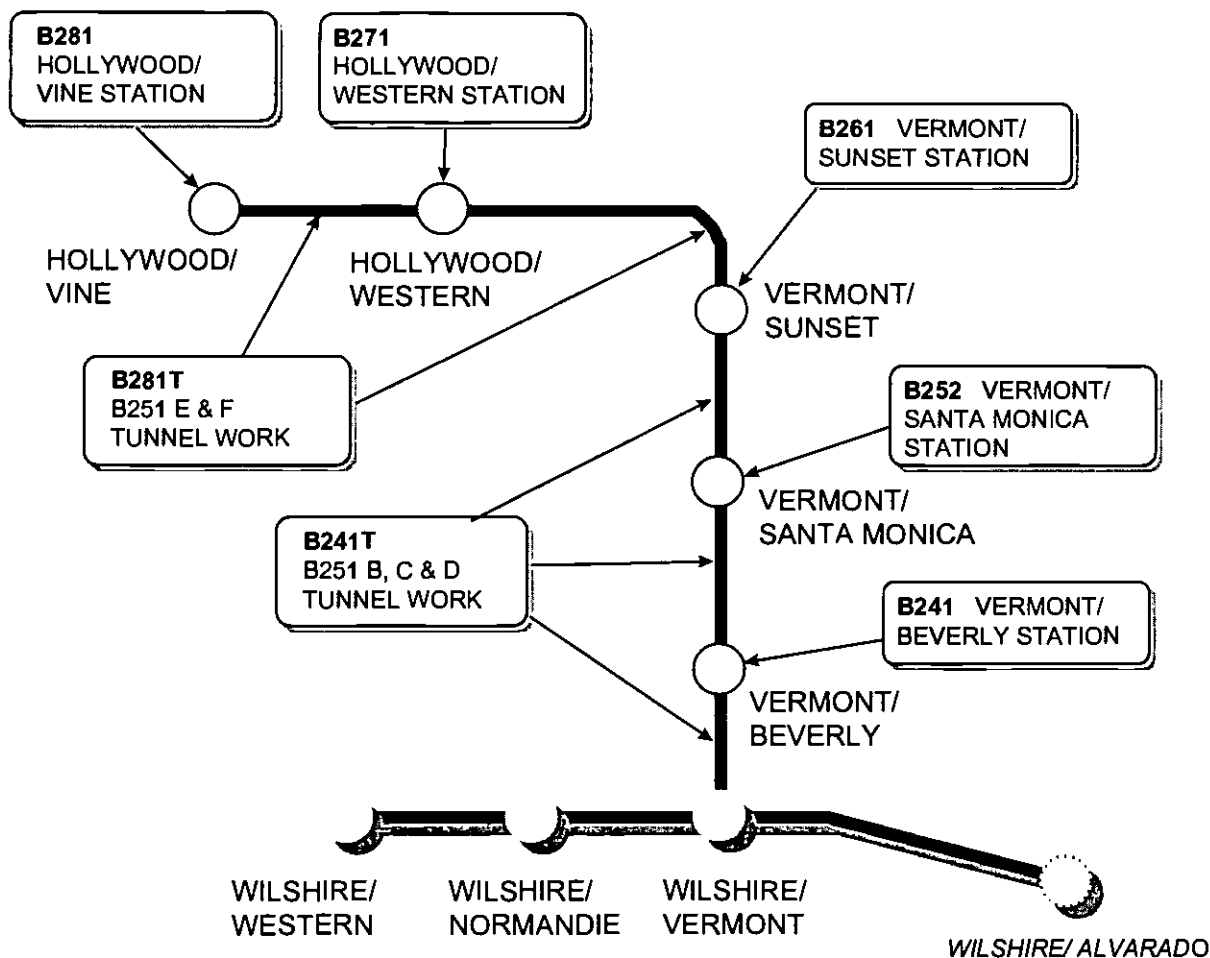 B281
HOLLYWOOD/
VINE STATION
B271
HOLLYWOOD/
WESTERN STATION
B261 VERMONT/
SUNSET STATION
HOLLYWOOD/
VINE
HOLLYWOOD/
WESTERN
VERMONT/
SUNSET
B281T
B251 E & F
TUNNEL WORK
B252 VERMONT/
SANTA MONICA
STATION
VERMONT/
SANTA MONICA
B241T
B251 B, C & D
TUNNEL WORK
B241 VERMONT/
BEVERLY STATION
VERMONT/
BEVERLY
WILSHIRE/
WESTERN
WILSHIRE/
NORMANDIE
WILSHIRE/
VERMONT
WILSHIRE/ ALVARADO